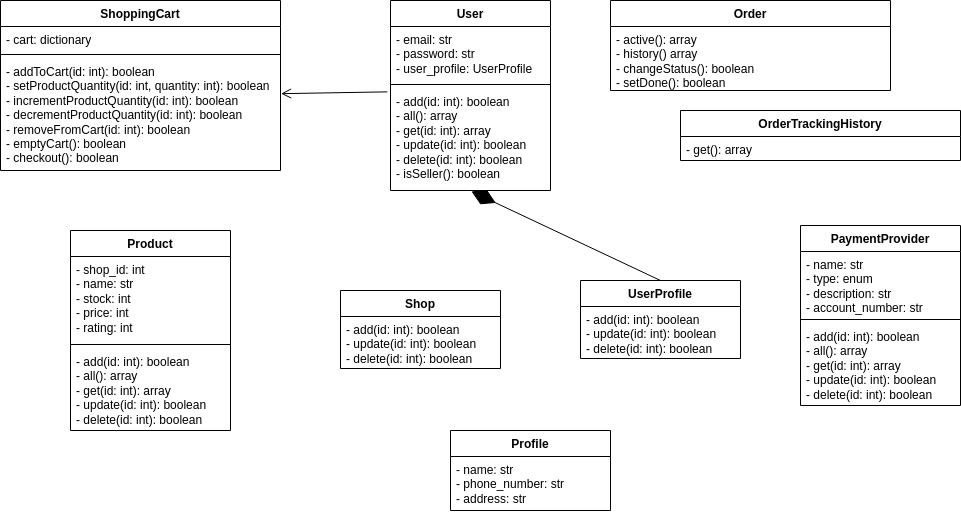 ShoppingCart
- cart: dictionary
- addToCart(id: int): boolean
- setProductQuantity(id: int, quantity: int): boolean
- incrementProductQuantity(id: int): boolean
- decrementProductQuantity(id: int): boolean
- removeFromCart(id: int): boolean
- emptyCart(): boolean
- checkout(): boolean
User
- email: str
- password: str
- user_profile: UserProfile
- add(id: int): boolean
- all(): array
- get(id: int): array
- update(id: int): boolean
- delete(id: int): boolean
- isSeller(): boolean
Order
- active(): array
- history() array
- changeStatus(): boolean
- setDone(): boolean
OrderTrackingHistory
- get(): array
Product
- shop_id: int
- name: str
- stock: int
- price: int
- rating: int
- add(id: int): boolean
- all(): array
- get(id: int): array
- update(id: int): boolean
- delete(id: int): boolean
Shop
- add(id: int): boolean
- update(id: int): boolean
- delete(id: int): boolean
UserProfile
- add(id: int): boolean
- update(id: int): boolean
- delete(id: int): boolean
PaymentProvider
- name: str
- type: enum
- description: str
- account_number: str
- add(id: int): boolean
- all(): array
- get(id: int): array
- update(id: int): boolean
- delete(id: int): boolean
Profile
- name: str
- phone_number: str
- address: str